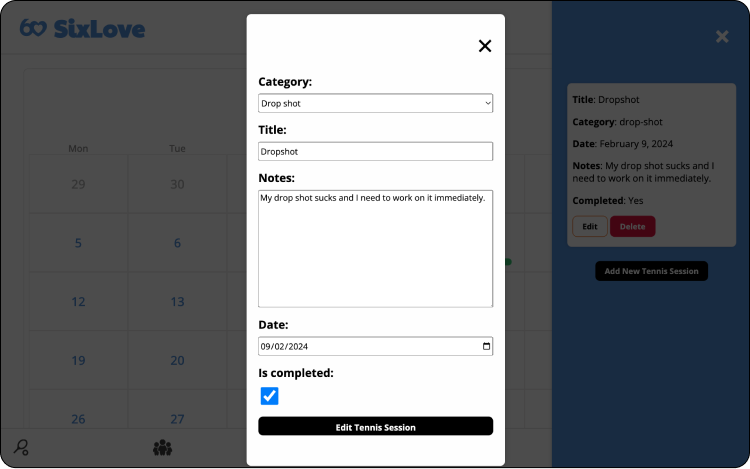 SixLove
Mon Tue
29 30
5 6
12 13
19 20
26 27
Category:
Drop shot
Title:
Dropshot
Notes:
My drop shot sucks and I need to work on it immediately.
Date:
09/02/2024
Is completed:
Edit Tennis Session
Title: Dropshot
Category: drop-shot
Date: February 9, 2024
Notes: My drop shot sucks and I
need to work on it immediately.
Completed: Yes
Edit Delete
Add New Tennis Session